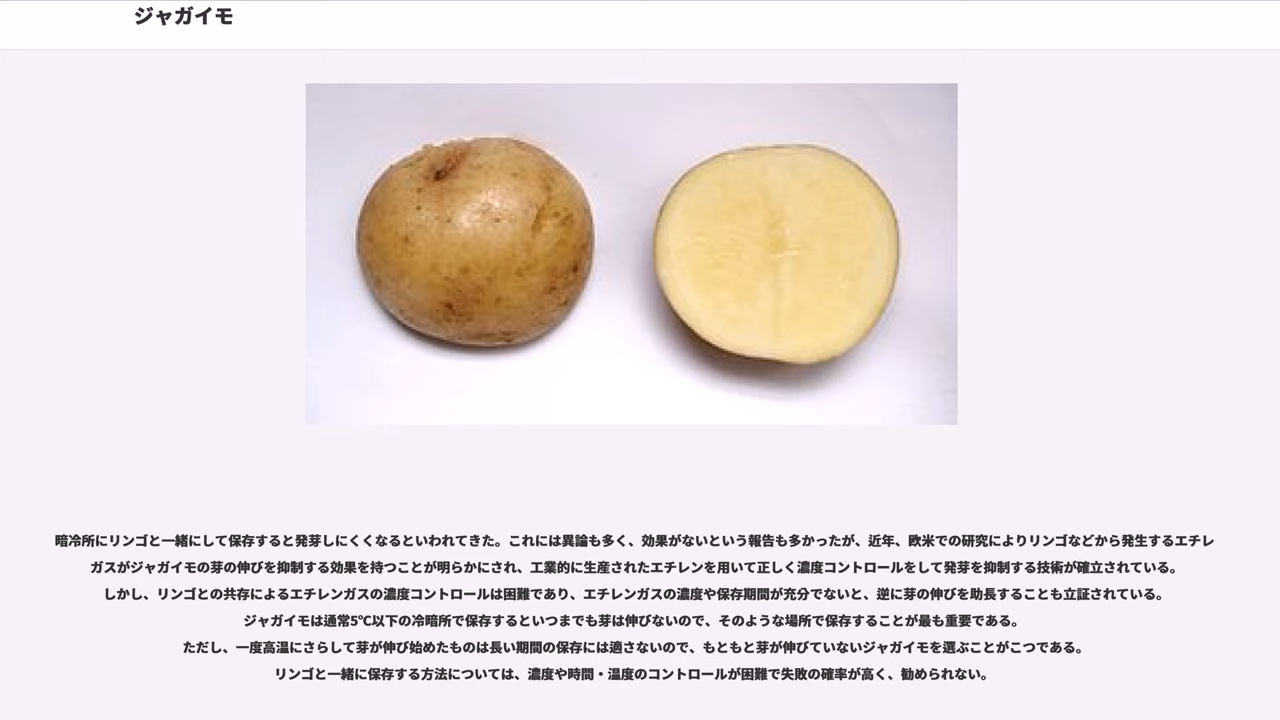 ジャガイモ
暗冷所にリンゴと一緒にして保存すると発芽しにくくなるといわれてきた。これには異論も多く、効果がないという報告も多かったが、近年、欧米での研究によりリンゴなどから発生するエチレ
ガスがジャガイモの芽の伸びを抑制する効果を持つことが明らかにされ、工業的に生産されたエチレンを用いて正しく濃度コントロールをして発芽を抑制する技術が確立されている。
しかし、リンゴとの共存によるエチレンガスの濃度コントロールは困難であり、エチレンガスの濃度や保存期間が充分でないと、逆に芽の伸びを助長することも立証されている。
ジャガイモは通常5℃以下の冷暗所で保存するといつまでも芽は伸びないので、そのような場所で保存することが最も重要である。
ただし、一度高温にさらして芽が伸び始めたものは長い期間の保存には適さないので、もともと芽が伸びていないジャガイモを選ぶことがこつである。
リンゴと一緒に保存する方法については、濃度や時間・温度のコントロールが困難で失敗の確率が高く、勧められない。